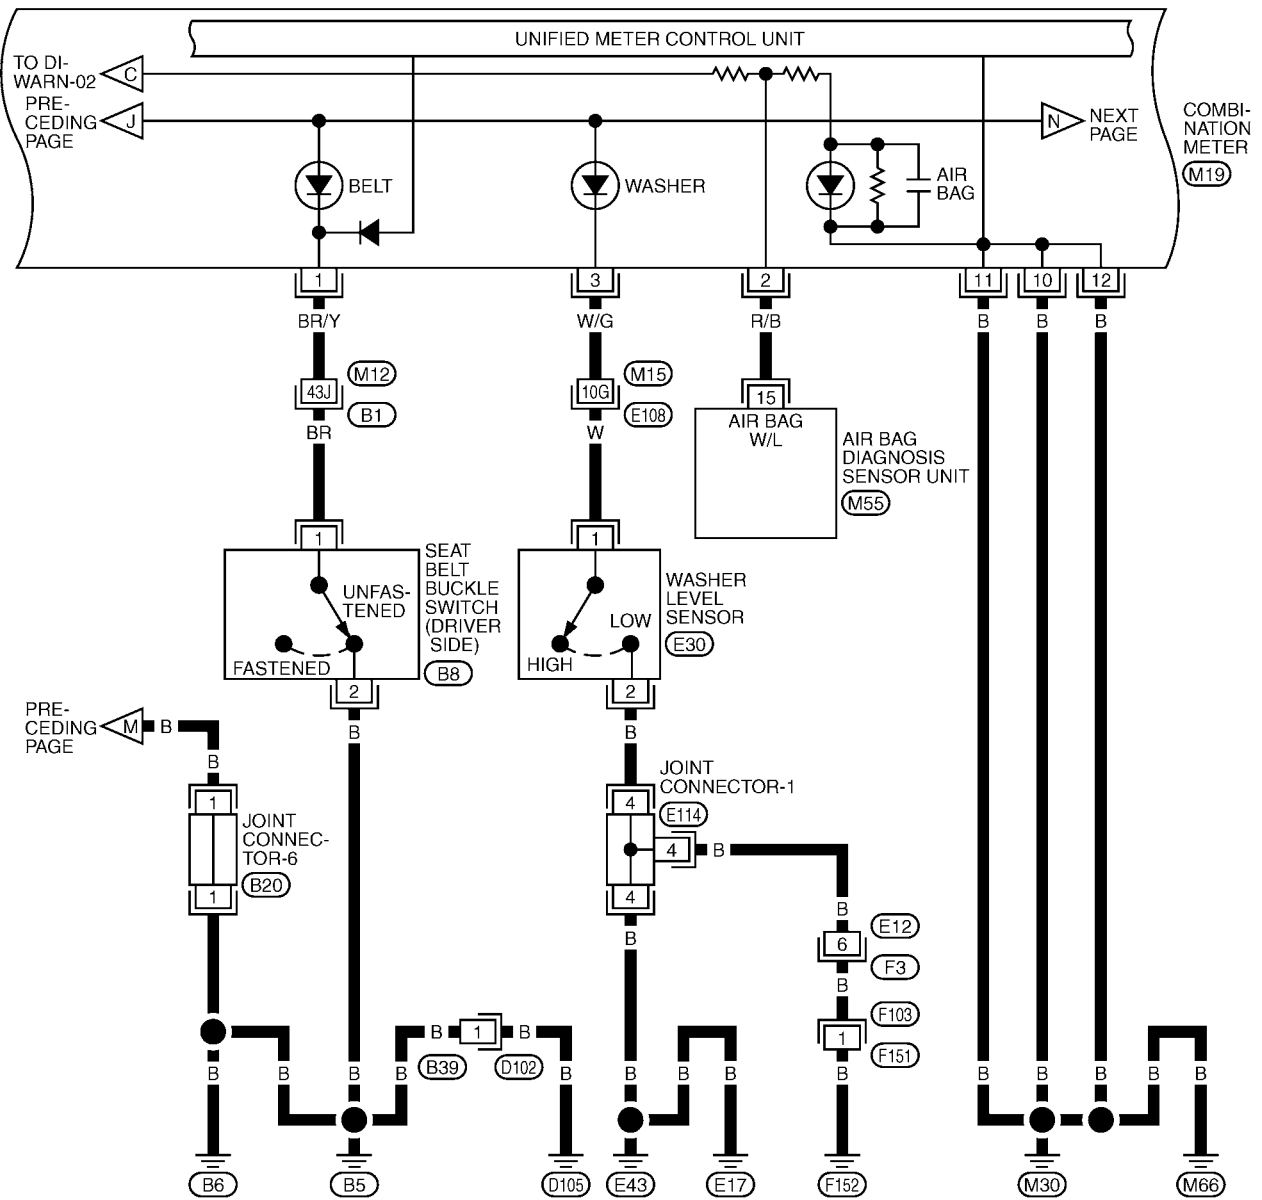 UNIFIED METER CONTROL UNIT
TO DI-
WARN-02
C
PRE-
CEDING
PAGE
J
N
NEXT
PAGE
COMBI-
NATION
METER
M19
BELT
WASHER
AIR
BAG
1
3
2
11
10
12
BR/Y
W/G
R/B
B
B
B
43J
M12
B1
10G
M15
E108
15
BR
W
AIR BAG
W/L
AIR BAG
DIAGNOSIS
SENSOR UNIT
M55
1
UNFAS-
TENED
FASTENED
SEAT
BELT
BUCKLE
SWITCH
(DRIVER
SIDE)
B8
2
1
LOW
HIGH
WASHER
LEVEL
SENSOR
E30
2
PRE-
CEDING
PAGE
M
B
B
B
B
1
JOINT
CONNEC-
TOR-6
B20
1
JOINT
CONNECTOR-1
E114
4
4
B
4
B
B
6
E12
F3
B
F103
1
F151
B
1
B
B39
D102
B
B
B
B
B
B
B
B
B
B
B
B
B
B
B6
B5
D105
E43
E17
F152
M30
M66